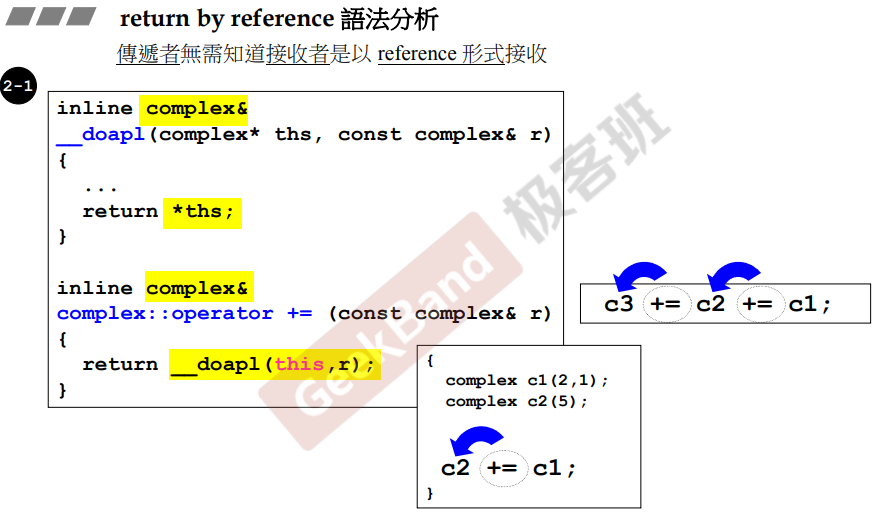 return by reference 語法分析
傳遞者無需知道接收者是以 reference 形式接收
2-1
inline complex&
__doapl(complex* ths, const complex& r)
{
...
return *ths;
}
inline complex&
complex::operator += (const complex& r)
{
return __doapl(this,r);
}
c3 += c2 += c1;
{
complex c1(2,1);
complex c2(5);
c2 += c1;
}
GeekBand 极客班